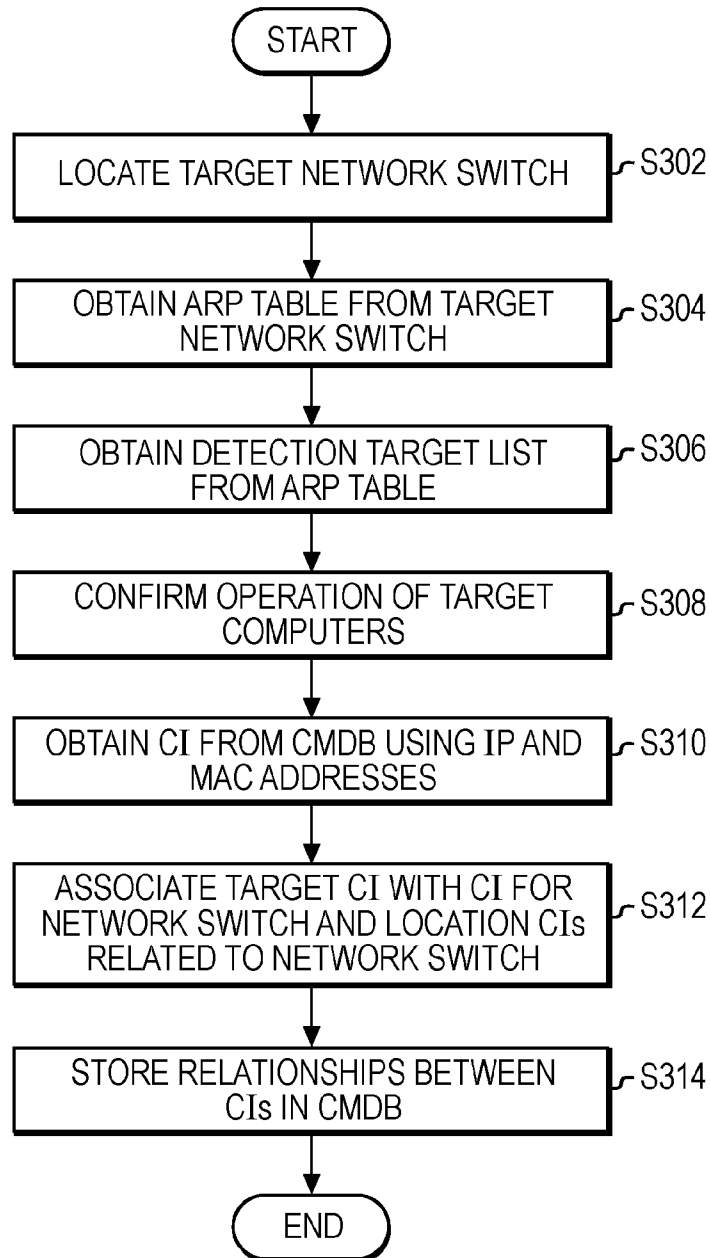 START
LOCATE TARGET NETWORK SWITCH
S302
OBTAIN ARP TABLE FROM TARGET
NETWORK SWITCH
S304
OBTAIN DETECTION TARGET LIST
FROM ARP TABLE
S306
CONFIRM OPERATION OF TARGET
COMPUTERS
S308
OBTAIN CI FROM CMDB USING IP AND
MAC ADDRESSES
S310
ASSOCIATE TARGET CI WITH CI FOR
NETWORK SWITCH AND LOCATION CIs
RELATED TO NETWORK SWITCH
S312
STORE RELATIONSHIPS BETWEEN
CIs IN CMDB
S314
END